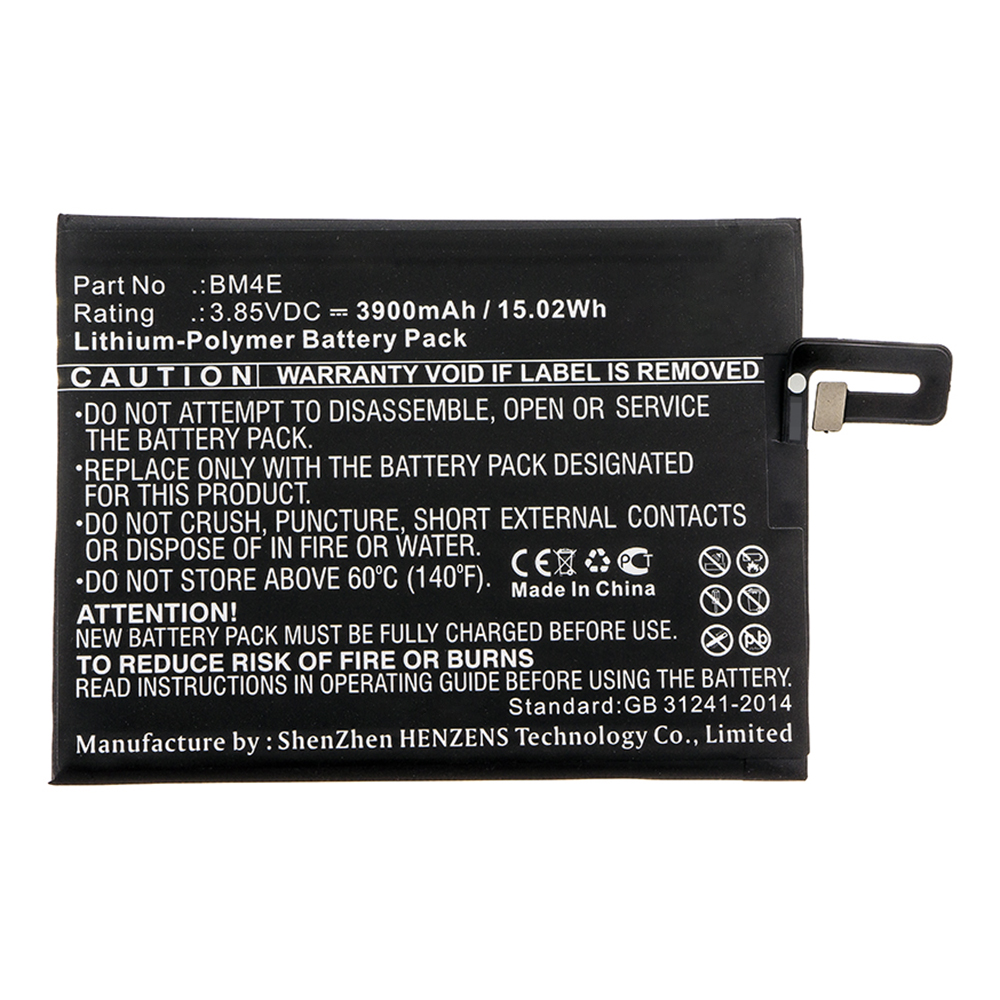 Part No .:BM4E
Rating .:3.85VDC ⎓ 3900mAh / 15.02Wh
Lithium-Polymer Battery Pack
CAUTION WARRANTY VOID IF LABEL IS REMOVED
•DO NOT ATTEMPT TO DISASSEMBLE, OPEN OR SERVICE
THE BATTERY PACK.
•REPLACE ONLY WITH THE BATTERY PACK DESIGNATED
FOR THIS PRODUCT.
•DO NOT CRUSH, PUNCTURE, SHORT EXTERNAL CONTACTS
OR DISPOSE OF IN FIRE OR WATER.
•DO NOT STORE ABOVE 60°C (140°F).
CE PCT
Made In China
ATTENTION!
NEW BATTERY PACK MUST BE FULLY CHARGED BEFORE USE.
TO REDUCE RISK OF FIRE OR BURNS
READ INSTRUCTIONS IN OPERATING GUIDE BEFORE USE.
Pb
Standard:GB 31241-2014
Manufacture by : ShenZhen HENZENS Technology Co., Limited